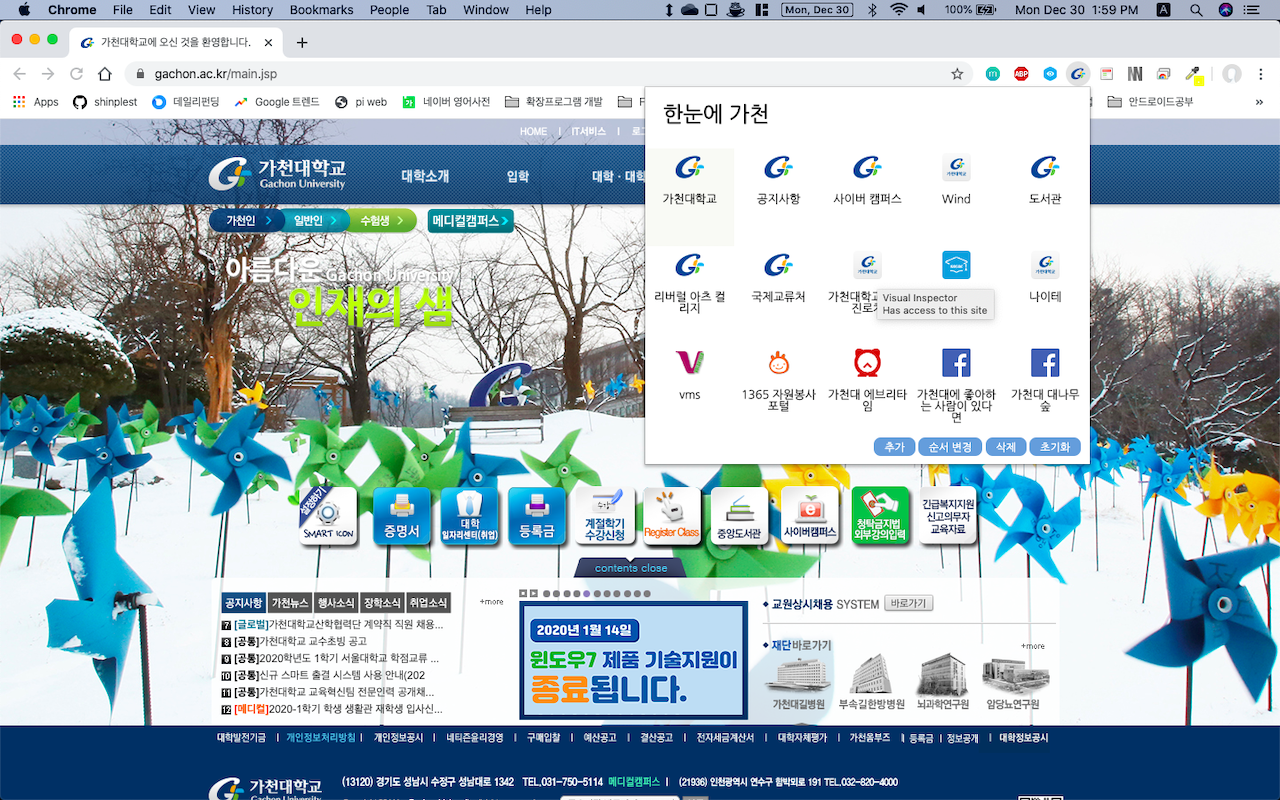 Chrome File Edit View History Bookmarks People Tab Window Help
Mon, Dec 30
100%
Mon Dec 30 1:59 PM
가천대학교에 오신 것을 환영합니다.
gachon.ac.kr/main.jsp
ABP
Apps shinplest 데일리펀딩 Google 트렌드 pi web 네이버 영어사전 확장프로그램 개발
안드로이드공부 »
HOME | IT서비스 |
가천대학교
Gachon University
대학소개 입학
가천인 일반인 수험생 메디컬캠퍼스
아름다운 Gachon University
인재의 샘
한눈에 가천
가천대학교 공지사항 사이버 캠퍼스 Wind 도서관
리버럴 아츠 컬리지 국제교류처
나이테
Visual Inspector
Has access to this site
vms 1365 자원봉사포털 가천대 에브리타임 가천대에 좋아하는 사람이 있다면 가천대 대나무숲
추가 순서 변경 삭제 초기화
설정하기
SMART ICON 증명서 대학일자리센터(취업) 등록금 계절학기 수강신청 Register Class 중앙도서관 사이버캠퍼스 청탁금지법 외부강의입력 긴급복지지원 신고의무자 교육자료
contents close
공지사항 가천뉴스 행사소식 장학소식 취업소식 +more
7 [글로벌]가천대학교산학협력단 계약직 직원 채용...
8 [공통]가천대학교 교수초빙 공고
9 [공통]2020학년도 1학기 서울대학교 학점교류 ...
10 [공통]신규 스마트 출결 시스템 사용 안내(202
11 [공통]가천대학교 교육혁신팀 전문인력 공개채...
12 [메디컬]2020-1학기 학생 생활관 재학생 입사신...
2020년 1월 14일
윈도우7 제품 기술지원이
종료됩니다.
교원상시채용 SYSTEM 바로가기
재단바로가기 +more
가천대길병원 부속길한방병원 뇌과학연구원 암당뇨연구원
대학발전기금 | 개인정보처리방침 | 개인정보공시 | 네티즌윤리경영 | 구매입찰 | 예산공고 | 결산공고 | 전자세금계산서 | 대학자체평가 | 가천옴부즈 | 등록금 | 정보공개 | 대학정보공시
가천대학교
Gachon University
(13120) 경기도 성남시 수정구 성남대로 1342 TEL.031-750-5114 메디컬캠퍼스 | (21936) 인천광역시 연수구 함박뫼로 191 TEL.032-820-4000